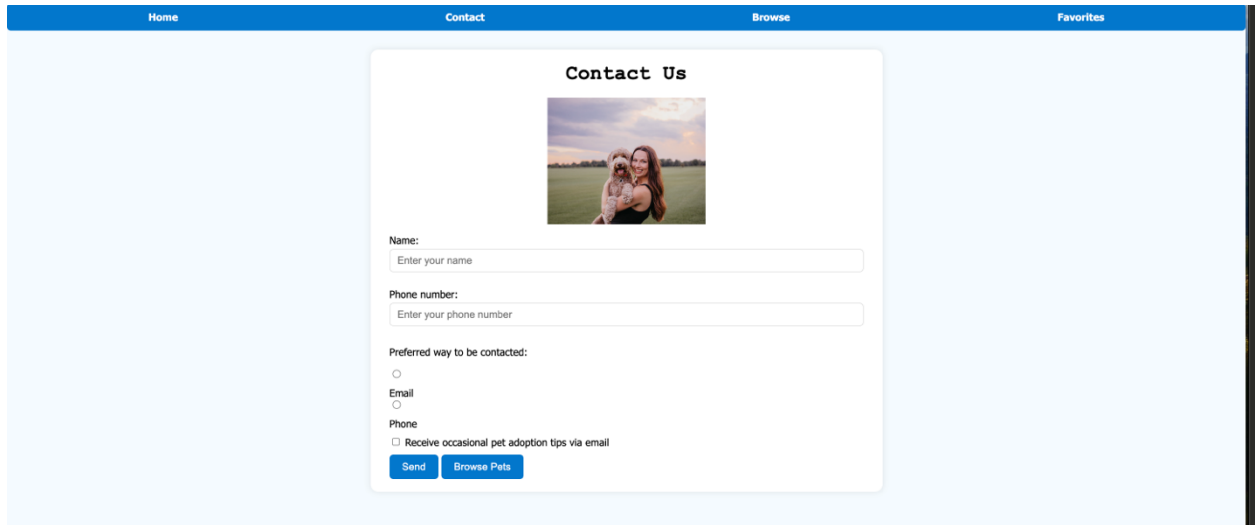 Home Contact Browse Favorites
Contact Us
Name:
Enter your name
Phone number:
Enter your phone number
Preferred way to be contacted:
Email
Phone
Receive occasional pet adoption tips via email
Send Browse Pets